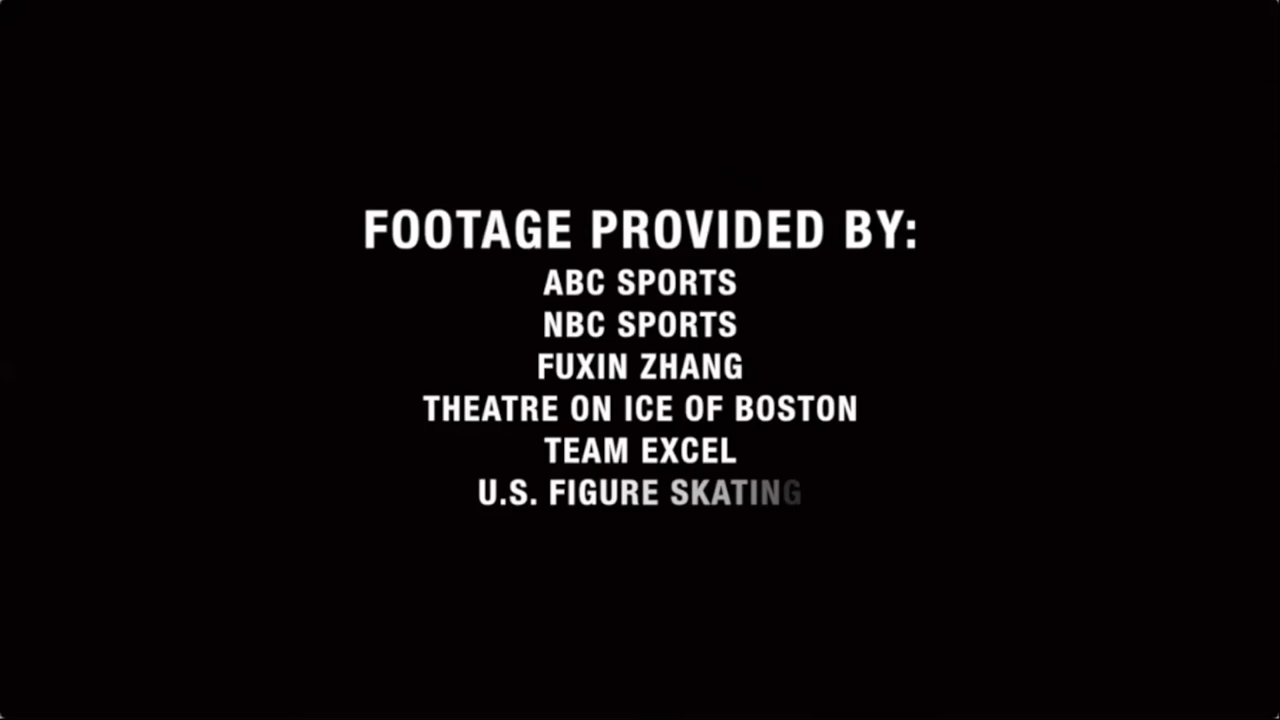 FOOTAGE PROVIDED BY:
ABC SPORTS
NBC SPORTS
FUXIN ZHANG
THEATRE ON ICE OF BOSTON
TEAM EXCEL
U.S. FIGURE SKATING